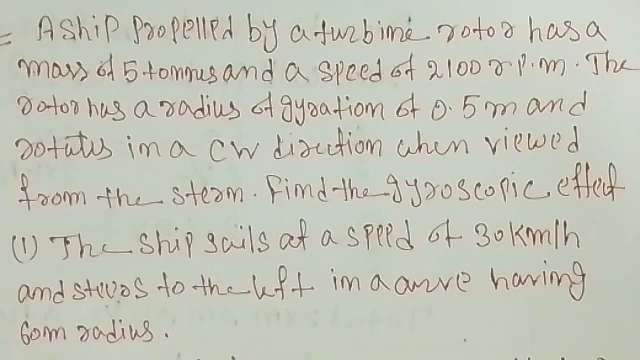 = A ship propelled by a turbine rotor has a
mass of 5 tonnes and a speed of 2100 r.p.m. The
rotor has a radius of gyration of 0.5 m and
rotates in a CW direction when viewed
from the stern. Find the gyroscopic effect
(1) The ship sails at a speed of 30 km/h
and steers to the left in a curve having
60m radius.